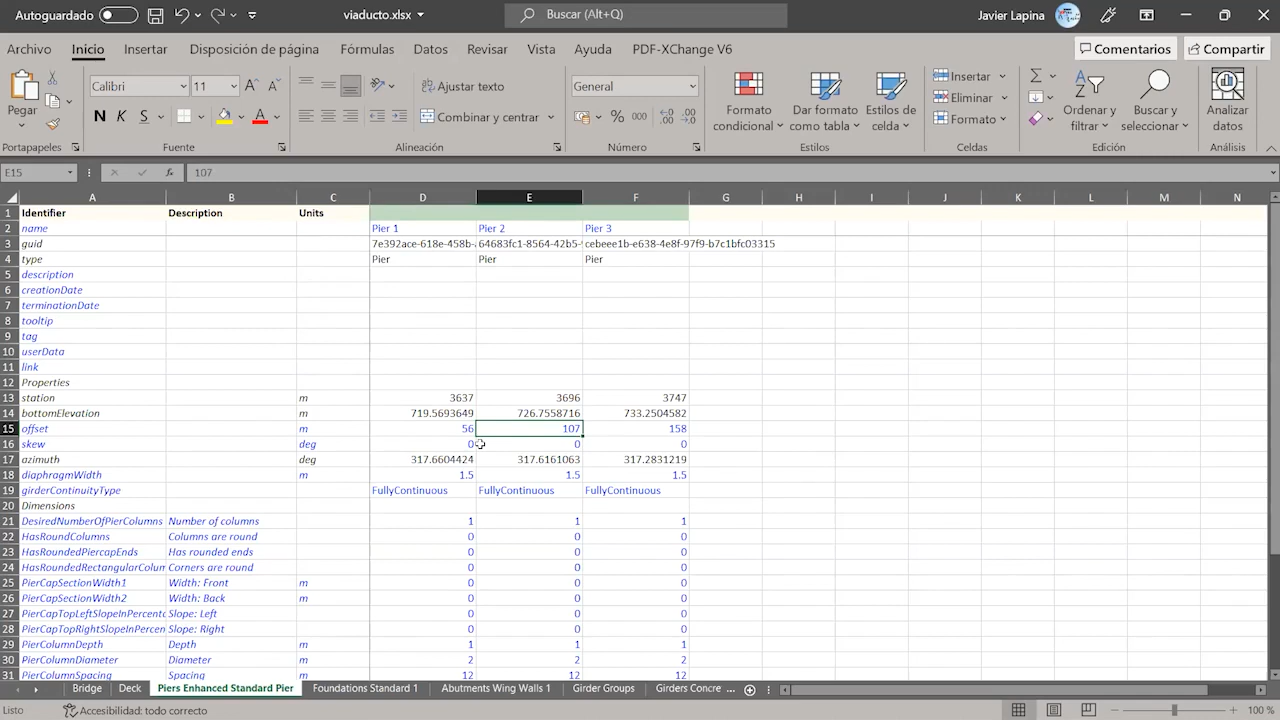 Autoguardado
viaducto.xlsx
Buscar (Alt+Q)
Javier Lapina
Archivo Inicio Insertar Disposición de página Fórmulas Datos Revisar Vista Ayuda PDF-XChange V6
Comentarios Compartir
Pegar
Portapapeles
Calibri 11
N K S
Fuente
Ajustar texto
Combinar y centrar
Alineación
General
% 000
Número
Formato condicional
Dar formato como tabla
Estilos de celda
Estilos
Insertar
Eliminar
Formato
Celdas
Ordenar y filtrar
Buscar y seleccionar
Edición
Analizar datos
Análisis
E15 fx 107
A B C D E F G H I J K L M N
1 Identifier Description Units
2 name Pier 1 Pier 2 Pier 3
3 guid 7e392ace-618e-458b- 64683fc1-8564-42b5- cebeee1b-e638-4e8f-97f9-b7c1bfc03315
4 type Pier Pier Pier
5 description
6 creationDate
7 terminationDate
8 tooltip
9 tag
10 userData
11 link
12 Properties
13 station m 3637 3696 3747
14 bottomElevation m 719.5693649 726.7558716 733.2504582
15 offset m 56 107 158
16 skew deg 0 0 0
17 azimuth deg 317.6604424 317.6161063 317.2831219
18 diaphragmWidth m 1.5 1.5 1.5
19 girderContinuityType FullyContinuous FullyContinuous FullyContinuous
20 Dimensions
21 DesiredNumberOfPierColumns Number of columns 1 1 1
22 HasRoundColumns Columns are round 0 0 0
23 HasRoundedPiercapEnds Has rounded ends 0 0 0
24 HasRoundedRectangularColum Corners are round 0 0 0
25 PierCapSectionWidth1 Width: Front m 0 0 0
26 PierCapSectionWidth2 Width: Back m 0 0 0
27 PierCapTopLeftSlopeInPercento Slope: Left 0 0 0
28 PierCapTopRightSlopeInPercen Slope: Right 0 0 0
29 PierColumnDepth Depth m 1 1 1
30 PierColumnDiameter Diameter m 2 2 2
31 PierColumnSpacing Spacing m 12 12 12
Bridge Deck Piers Enhanced Standard Pier Foundations Standard 1 Abutments Wing Walls 1 Girder Groups Girders Concre ...
Listo Accesibilidad: todo correcto 100 %